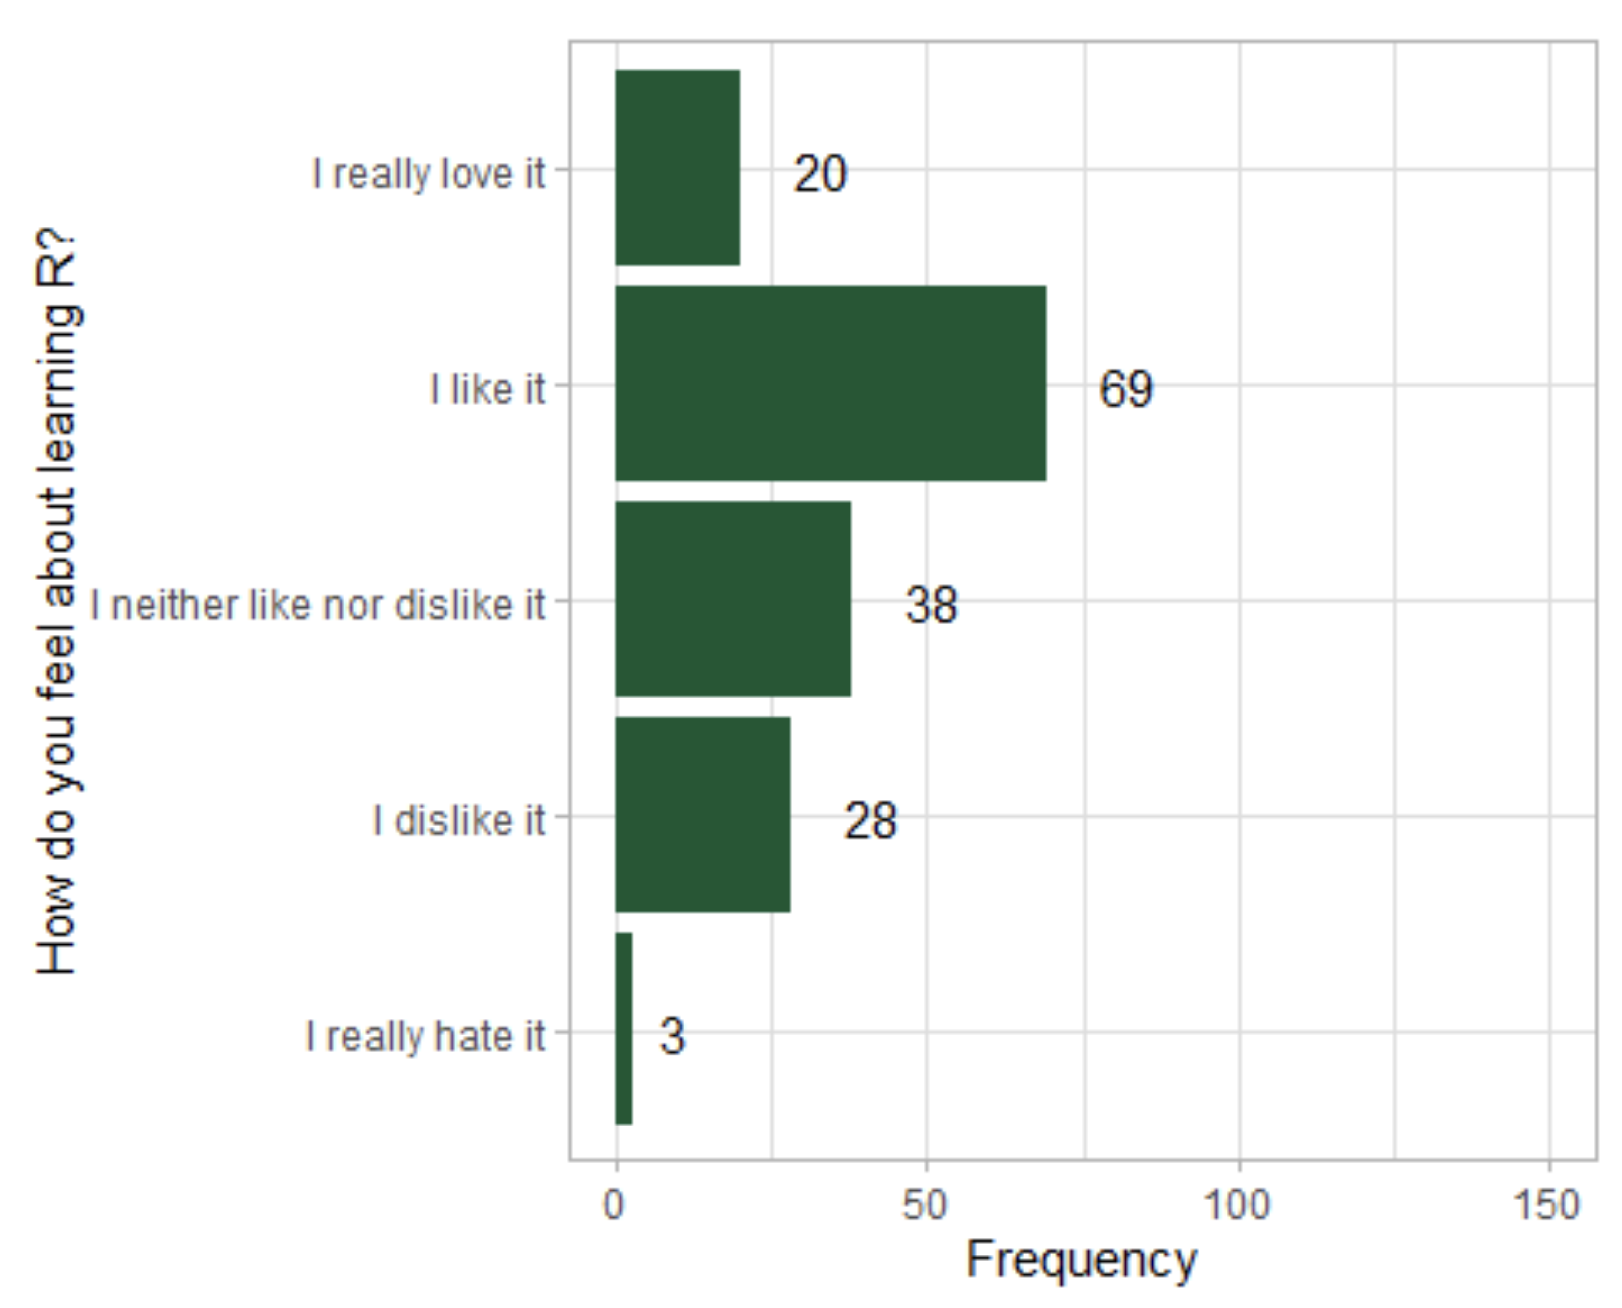 How do you feel about learning R?
I really love it
20
I like it
69
I neither like nor dislike it
38
I dislike it
28
I really hate it
3
0 50 100 150
Frequency